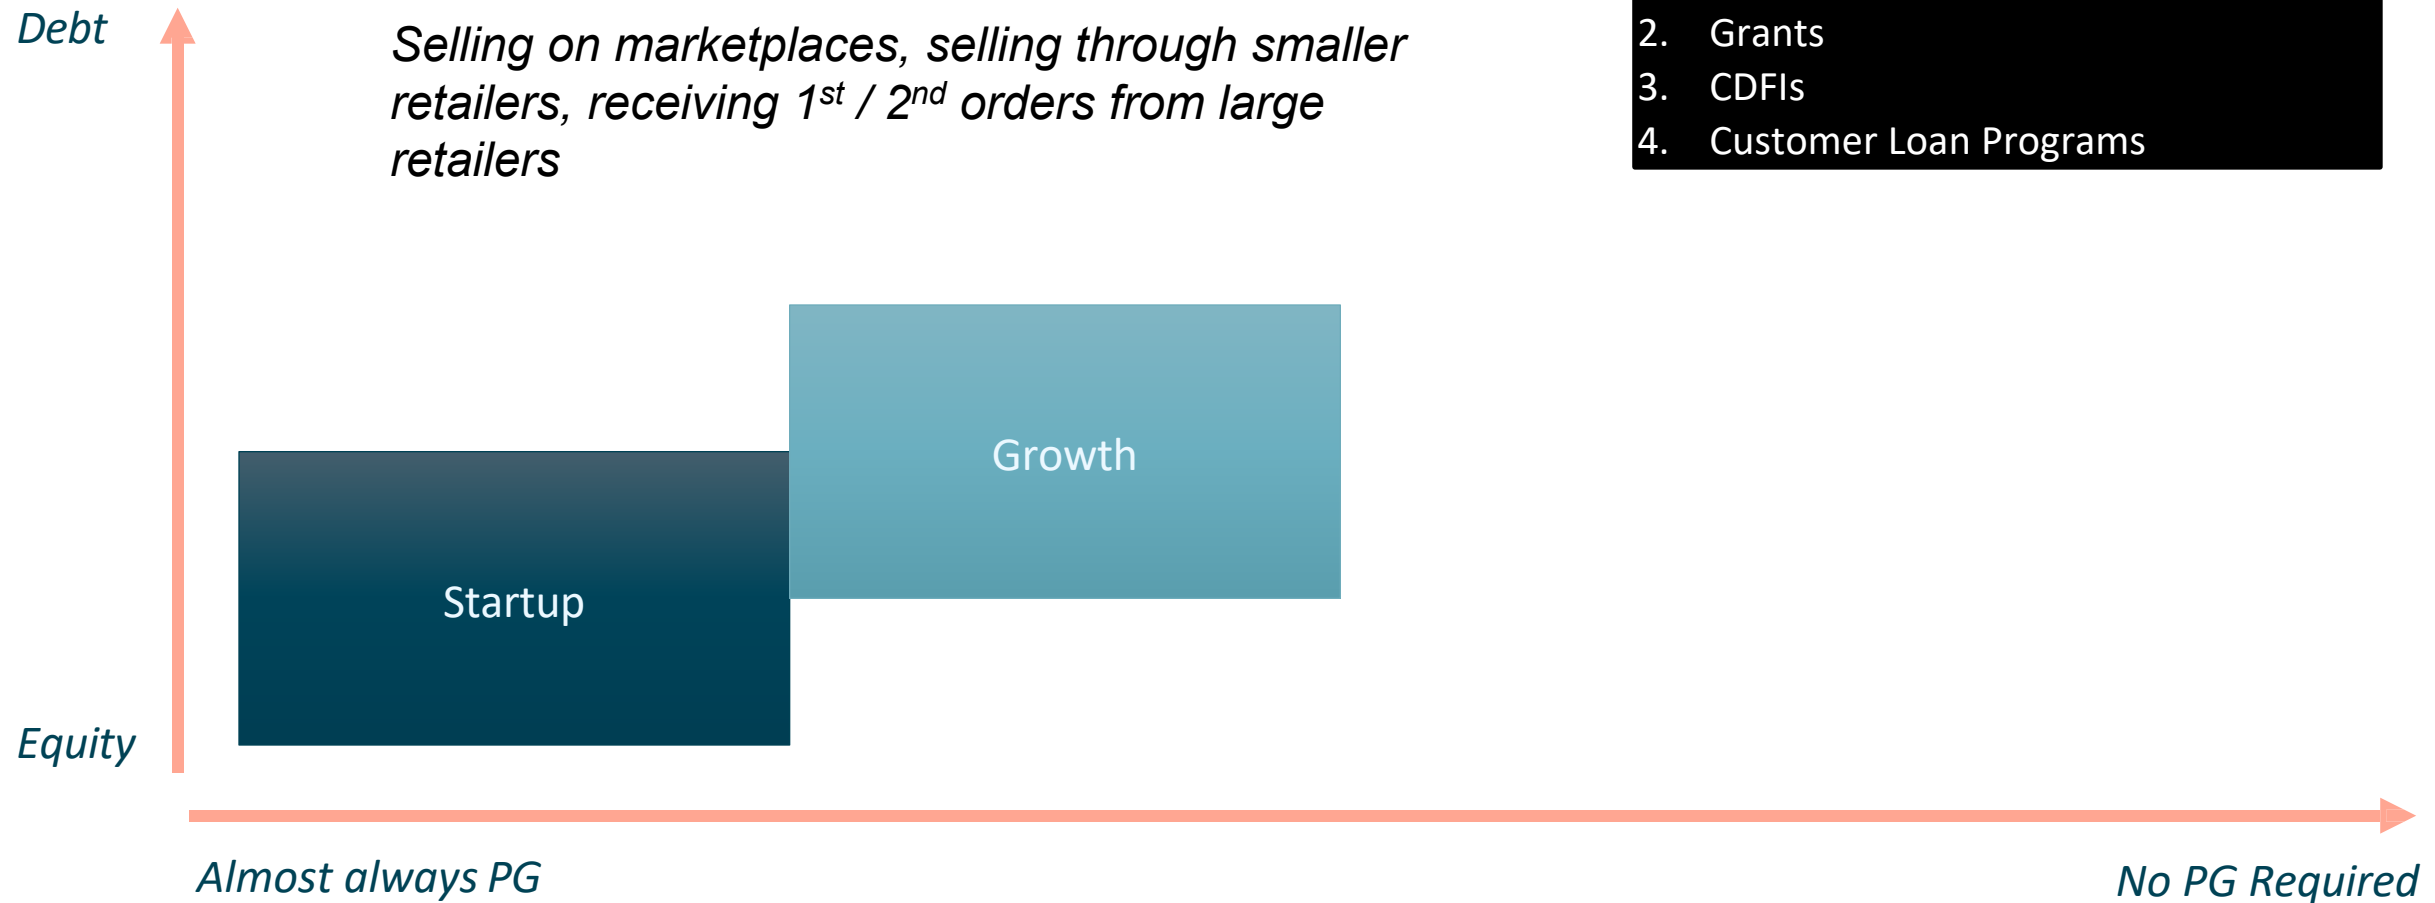 Debt
Selling on marketplaces, selling through smaller
retailers, receiving 1st / 2nd orders from large
retailers
2. Grants
3. CDFIs
4. Customer Loan Programs
Growth
Startup
Equity
Almost always PG
No PG Required